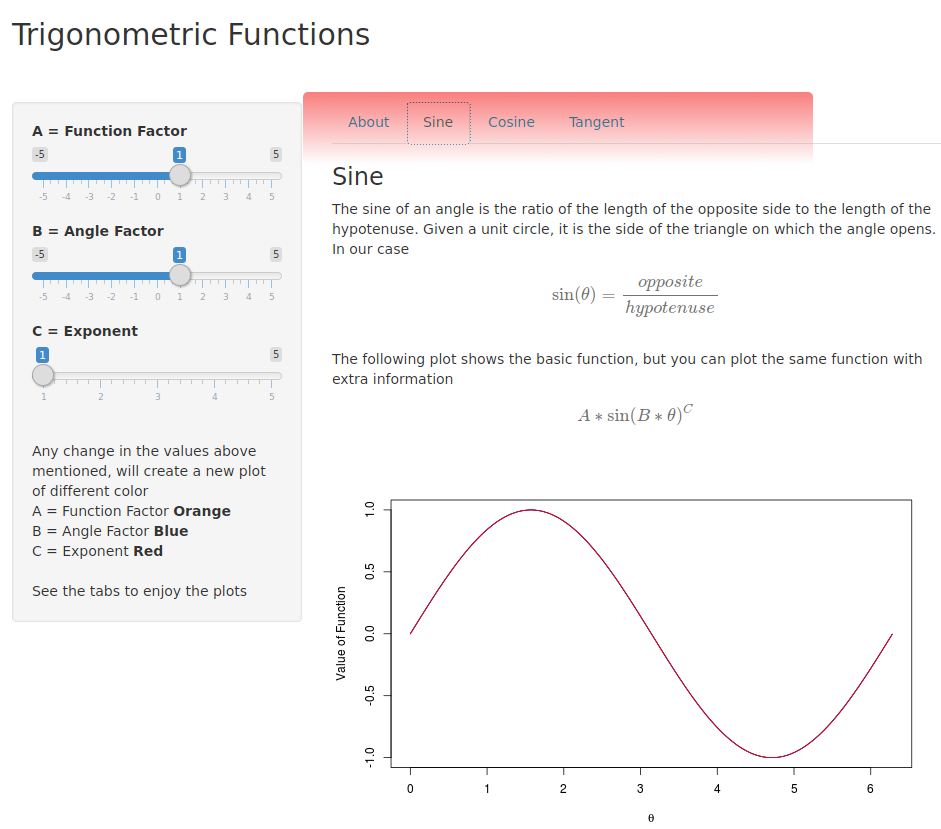 Trigonometric Functions
A = Function Factor
-5 1 5
-5 -4 -3 -2 -1 0 1 2 3 4 5
B = Angle Factor
-5 1 5
-5 -4 -3 -2 -1 0 1 2 3 4 5
C = Exponent
1 5
1 2 3 4 5
Any change in the values above
mentioned, will create a new plot
of different color
A = Function Factor Orange
B = Angle Factor Blue
C = Exponent Red
See the tabs to enjoy the plots
About Sine Cosine Tangent
Sine
The sine of an angle is the ratio of the length of the opposite side to the length of the
hypotenuse. Given a unit circle, it is the side of the triangle on which the angle opens.
In our case
sin(θ) = opposite
hypotenuse
The following plot shows the basic function, but you can plot the same function with
extra information
A ∗ sin(B ∗ θ)^C
Value of Function
1.0
0.5
0.0
-0.5
-1.0
0 1 2 3 4 5 6
θ